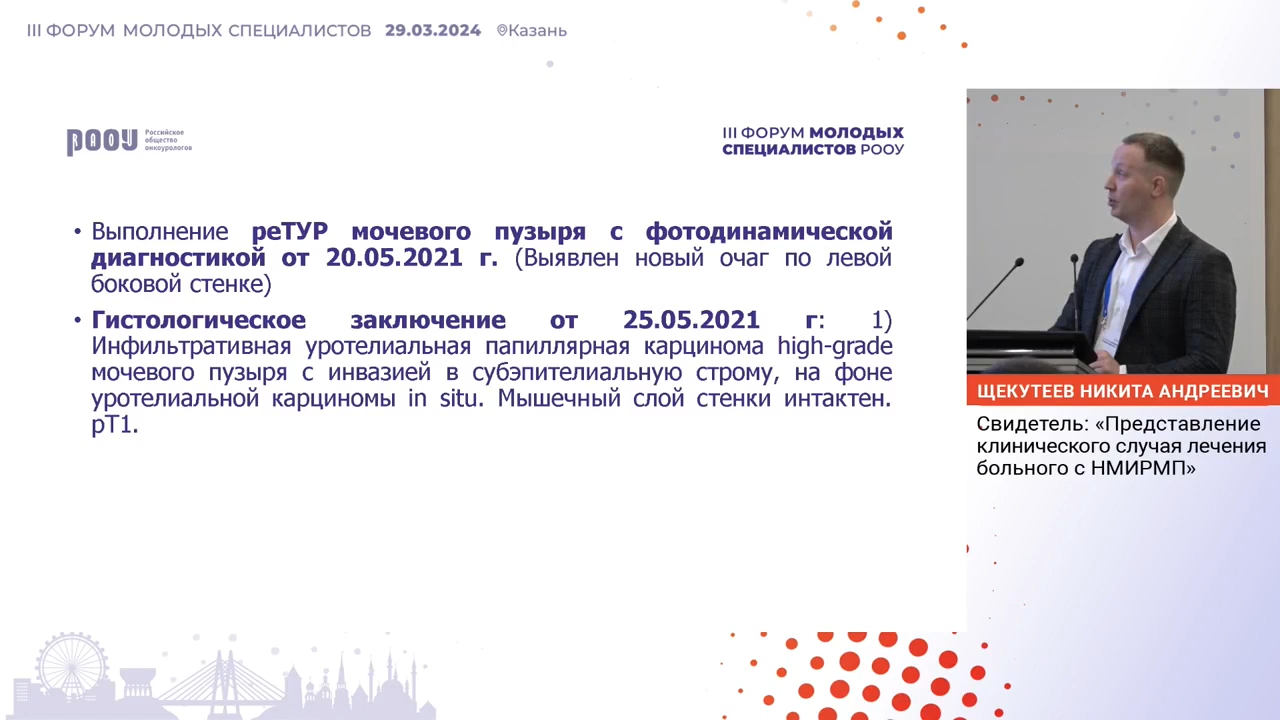 III ФОРУМ МОЛОДЫХ СПЕЦИАЛИСТОВ 29.03.2024 Казань
РООУ Российское
общество
онкоурологов
III ФОРУМ МОЛОДЫХ
СПЕЦИАЛИСТОВ РООУ
• Выполнение реТУР мочевого пузыря с фотодинамической
диагностикой от 20.05.2021 г. (Выявлен новый очаг по левой
боковой стенке)
• Гистологическое заключение от 25.05.2021 г: 1)
Инфильтративная уротелиальная папиллярная карцинома high-grade
мочевого пузыря с инвазией в субэпителиальную строму, на фоне
уротелиальной карциномы in situ. Мышечный слой стенки интактен.
pT1.
ЩЕКУТЕЕВ НИКИТА АНДРЕЕВИЧ
Свидетель: «Представление
клинического случая лечения
больного с НМИРМП»